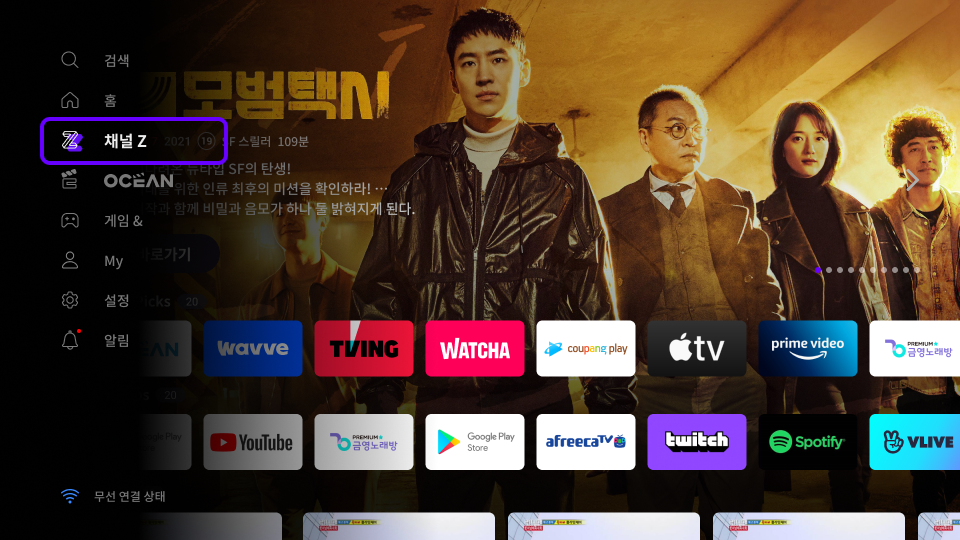 검색
홈
채널 Z
OCEAN
게임 &
My
설정
알림
무선 연결 상태
모범택시
2021 19 SF 스릴러 109분
뉴타입 SF의 탄생!
위한 인류 최후의 미션을 확인하라! …
함께 비밀과 음모가 하나 둘 밝혀지게 된다.
바로가기
20
wavve
TVING
WATCHA
coupang play
tv
prime video
PREMIUM
금영노래방
20
YouTube
PREMIUM
금영노래방
Google Play
Store
afreecaTV
twitch
Spotify
VLIVE